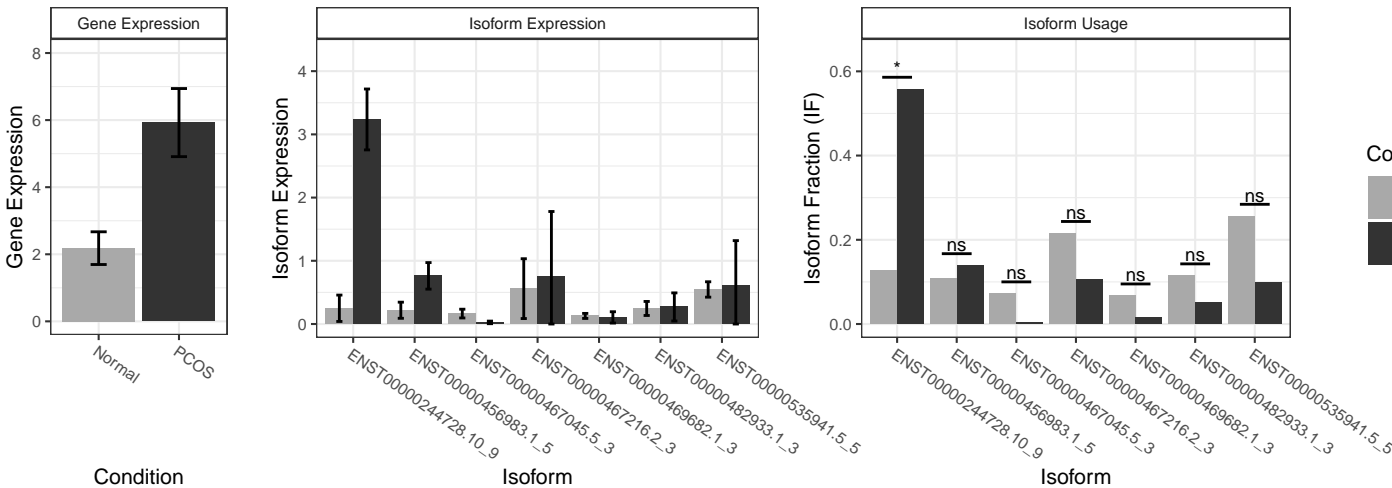 Gene Expression
Isoform Expression
Isoform Usage
Gene Expression
8
6
4
2
0
Normal
PCOS
Condition
Isoform Expression
4
3
2
1
0
ENST00000244728.10_9
ENST00000456983.1_5
ENST00000467045.5_3
ENST00000467216.2_3
ENST00000469682.1_3
ENST00000482933.1_3
ENST00000535941.5_5
Isoform
Isoform Fraction (IF)
0.6
0.4
0.2
0.0
*
ns
ns
ns
ns
ns
ns
ENST00000244728.10_9
ENST00000456983.1_5
ENST00000467045.5_3
ENST00000467216.2_3
ENST00000469682.1_3
ENST00000482933.1_3
ENST00000535941.5_5
Isoform
Co